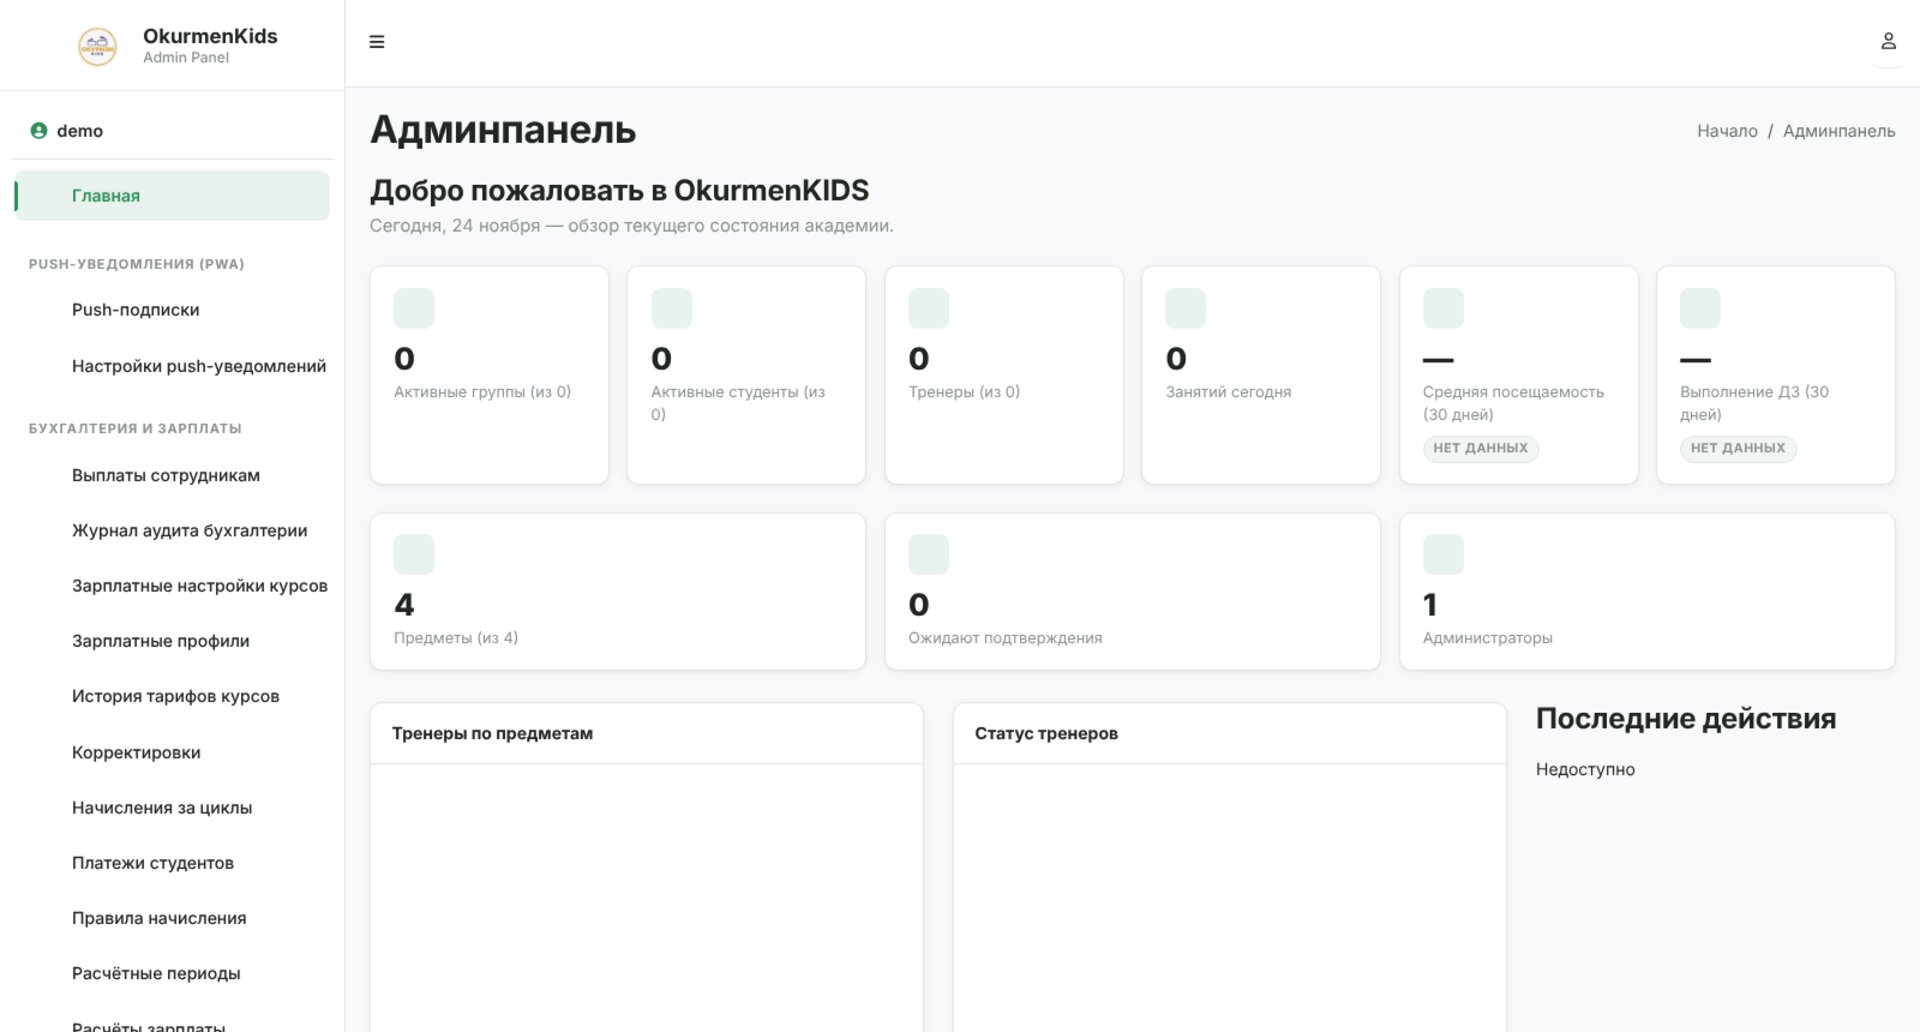 OkurmenKids
Admin Panel
demo
Главная
PUSH-УВЕДОМЛЕНИЯ (PWA)
Push-подписки
Настройки push-уведомлений
БУХГАЛТЕРИЯ И ЗАРПЛАТЫ
Выплаты сотрудникам
Журнал аудита бухгалтерии
Зарплатные настройки курсов
Зарплатные профили
История тарифов курсов
Корректировки
Начисления за циклы
Платежи студентов
Правила начисления
Расчётные периоды
Расчёты зарплаты
Админпанель
Начало / Админпанель
Добро пожаловать в OkurmenKIDS
Сегодня, 24 ноября — обзор текущего состояния академии.
0
Активные группы (из 0)
0
Активные студенты (из
0)
0
Тренеры (из 0)
0
Занятий сегодня
—
Средняя посещаемость
(30 дней)
НЕТ ДАННЫХ
—
Выполнение ДЗ (30
дней)
НЕТ ДАННЫХ
4
Предметы (из 4)
0
Ожидают подтверждения
1
Администраторы
Тренеры по предметам
Статус тренеров
Последние действия
Недоступно